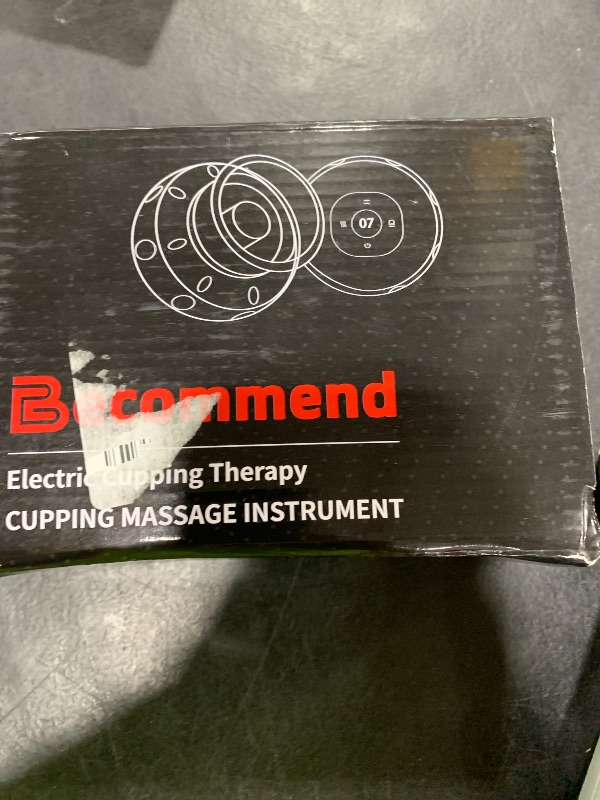 07
Becommend
Electric Cupping Therapy
CUPPING MASSAGE INSTRUMENT